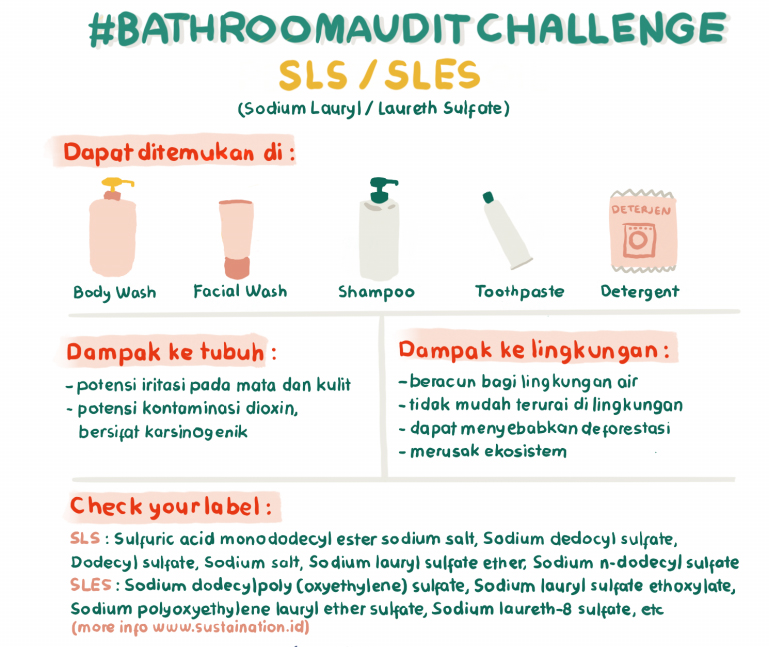 #BATHROOMAUDITCHALLENGE
SLS / SLES
(Sodium Lauryl / Laureth Sulfate)
Dapat ditemukan di :
DETERJEN
Body Wash
Facial Wash
Shampoo
Toothpaste
Detergent
Dampak ke tubuh :
- potensi iritasi pada mata dan kulit
- potensi kontaminasi dioxin,
bersifat karsinogenik
Dampak ke lingkungan :
- beracun bagi lingkungan air
- tidak mudah terurai di lingkungan
- dapat menyebabkan deforestasi
- merusak ekosistem
Check your label :
SLS : Sulfuric acid monododecyl ester sodium salt, Sodium dedocyl sulfate,
Dodecyl sulfate, Sodium salt, Sodium lauryl sulfate ether, Sodium n-dodecyl sulfate
SLES : Sodium dodecylpoly (oxyethylene) sulfate, Sodium lauryl sulfate ethoxylate,
Sodium polyoxyethylene lauryl ether sulfate, Sodium laureth-8 sulfate, etc
(more info www.sustaination.id)